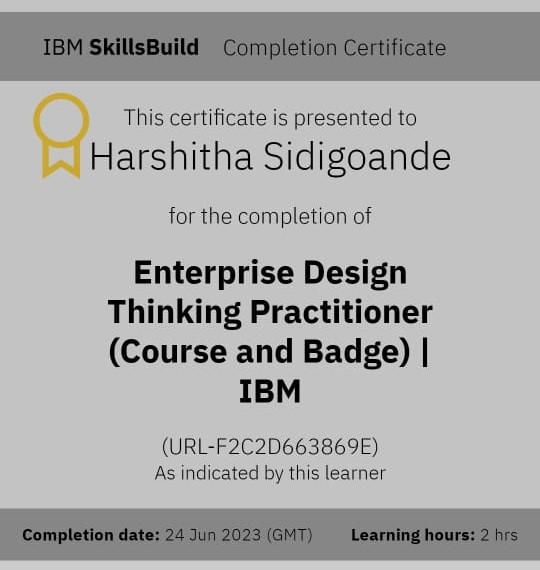 IBM SkillsBuild Completion Certificate
This certificate is presented to
Harshitha Sidigoande
for the completion of
Enterprise Design
Thinking Practitioner
(Course and Badge) |
IBM
(URL-F2C2D663869E)
As indicated by this learner
Completion date: 24 Jun 2023 (GMT) Learning hours: 2 hrs